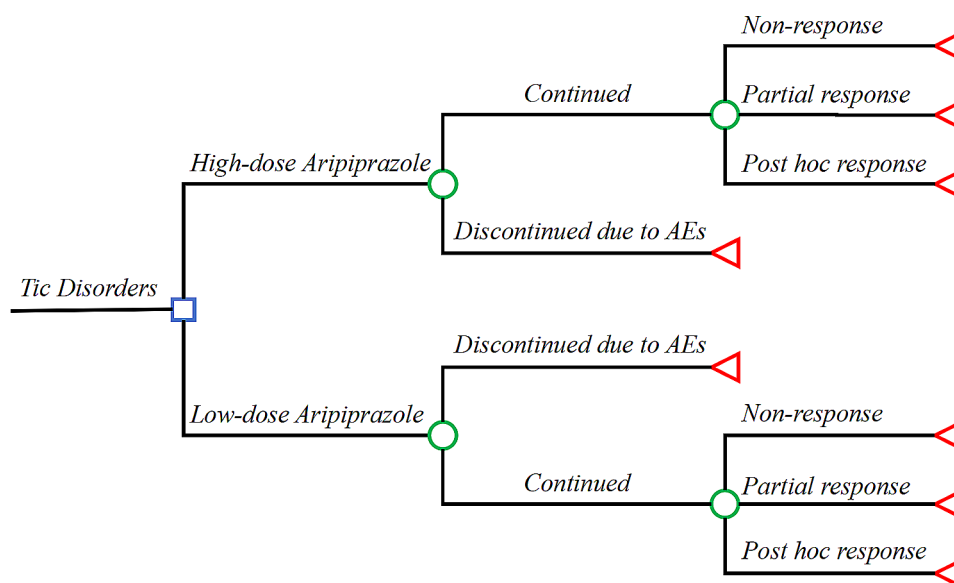 Non-response
Continued
Partial response
High-dose Aripiprazole
Post hoc response
Discontinued due to AEs
Tic Disorders
Discontinued due to AEs
Low-dose Aripiprazole
Non-response
Continued
Partial response
Post hoc response